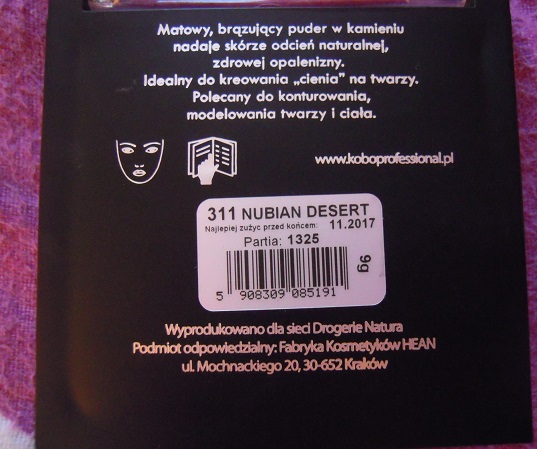 Matowy, brązujący puder w kamieniu
nadaje skórze odcień naturalnej,
zdrowej opalenizny.
Idealny do kreowania „cienia” na twarzy.
Polecany do konturowania,
modelowania twarzy i ciała.
www.koboprofessional.pl
311 NUBIAN DESERT
Najlepiej zużyc przed końcem: 11.2017
Partia: 1325
9g
5 908309 085191
Wyprodukowano dla sieci Drogerie Natura
Podmiot odpowiedzialny: Fabryka Kosmetyków HEAN
ul. Mochnackiego 20, 30-652 Kraków